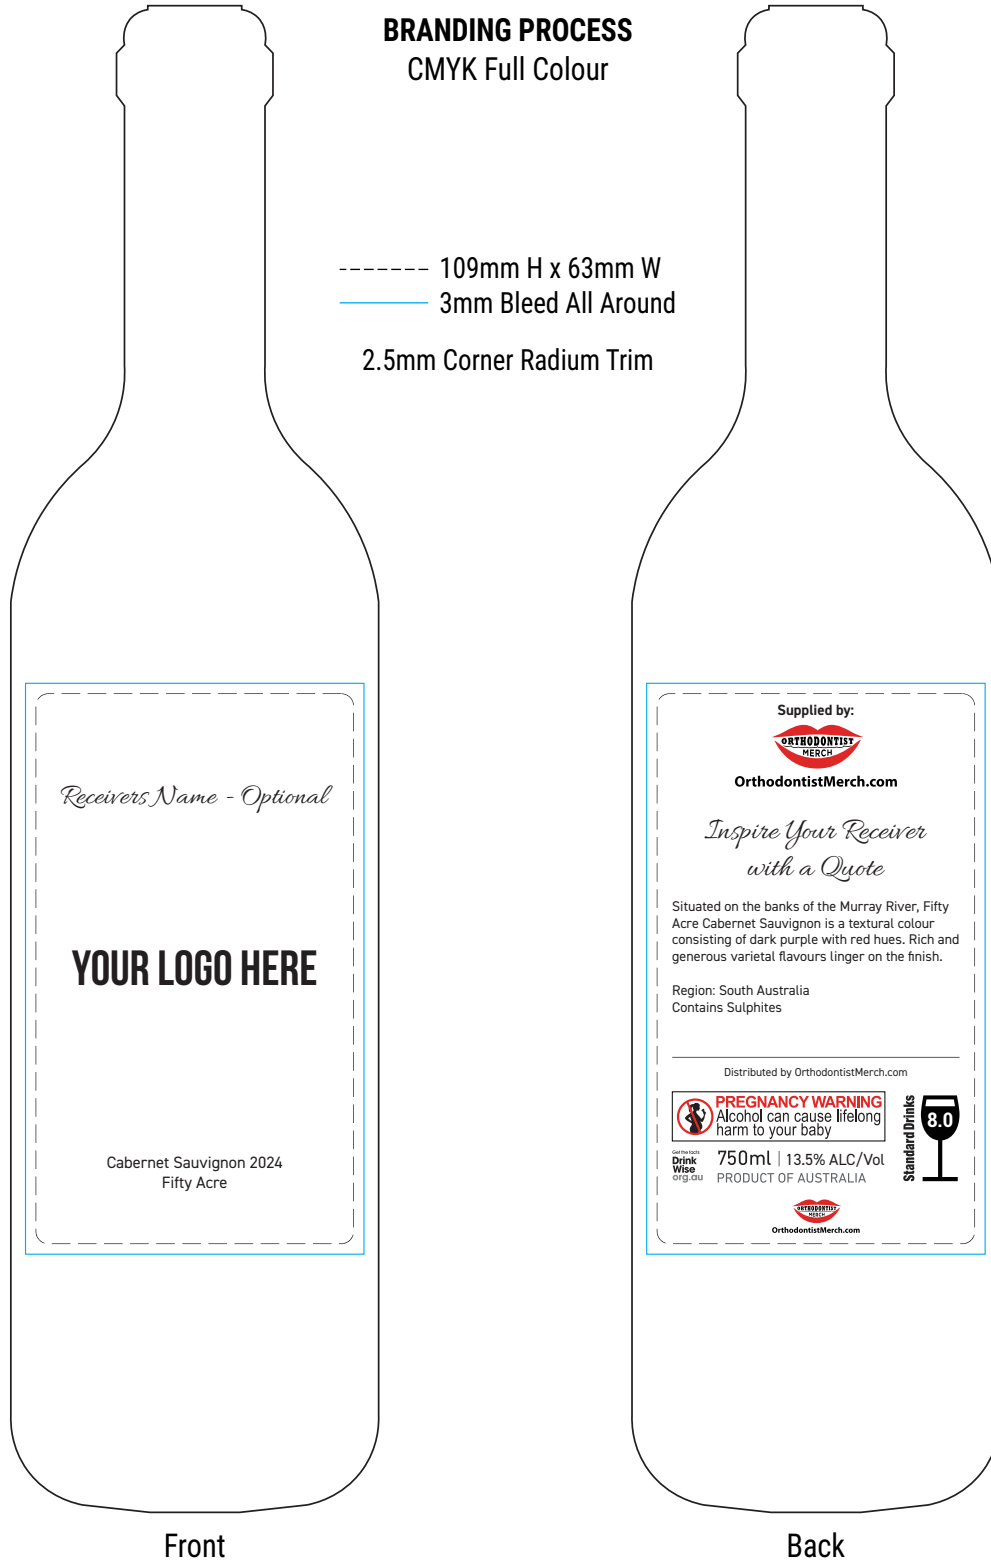 BRANDING PROCESS
CMYK Full Colour
109mm H x 63mm W
3mm Bleed All Around
2.5mm Corner Radium Trim
Receivers Name - Optional
YOUR LOGO HERE
Cabernet Sauvignon 2024
Fifty Acre
Front
Supplied by:
ORTHODONTIST
MERCH
OrthodontistMerch.com
Inspire Your Receiver
with a Quote
Situated on the banks of the Murray River, Fifty
Acre Cabernet Sauvignon is a textural colour
consisting of dark purple with red hues. Rich and
generous varietal flavours linger on the finish.
Region: South Australia
Contains Sulphites
Distributed by OrthodontistMerch.com
PREGNANCY WARNING
Alcohol can cause lifelong
harm to your baby
Standard Drinks
8.0
Get the facts
Drink
Wise
org.au
750ml | 13.5% ALC/Vol
PRODUCT OF AUSTRALIA
ORTHODONTIST
MERCH
OrthodontistMerch.com
Back